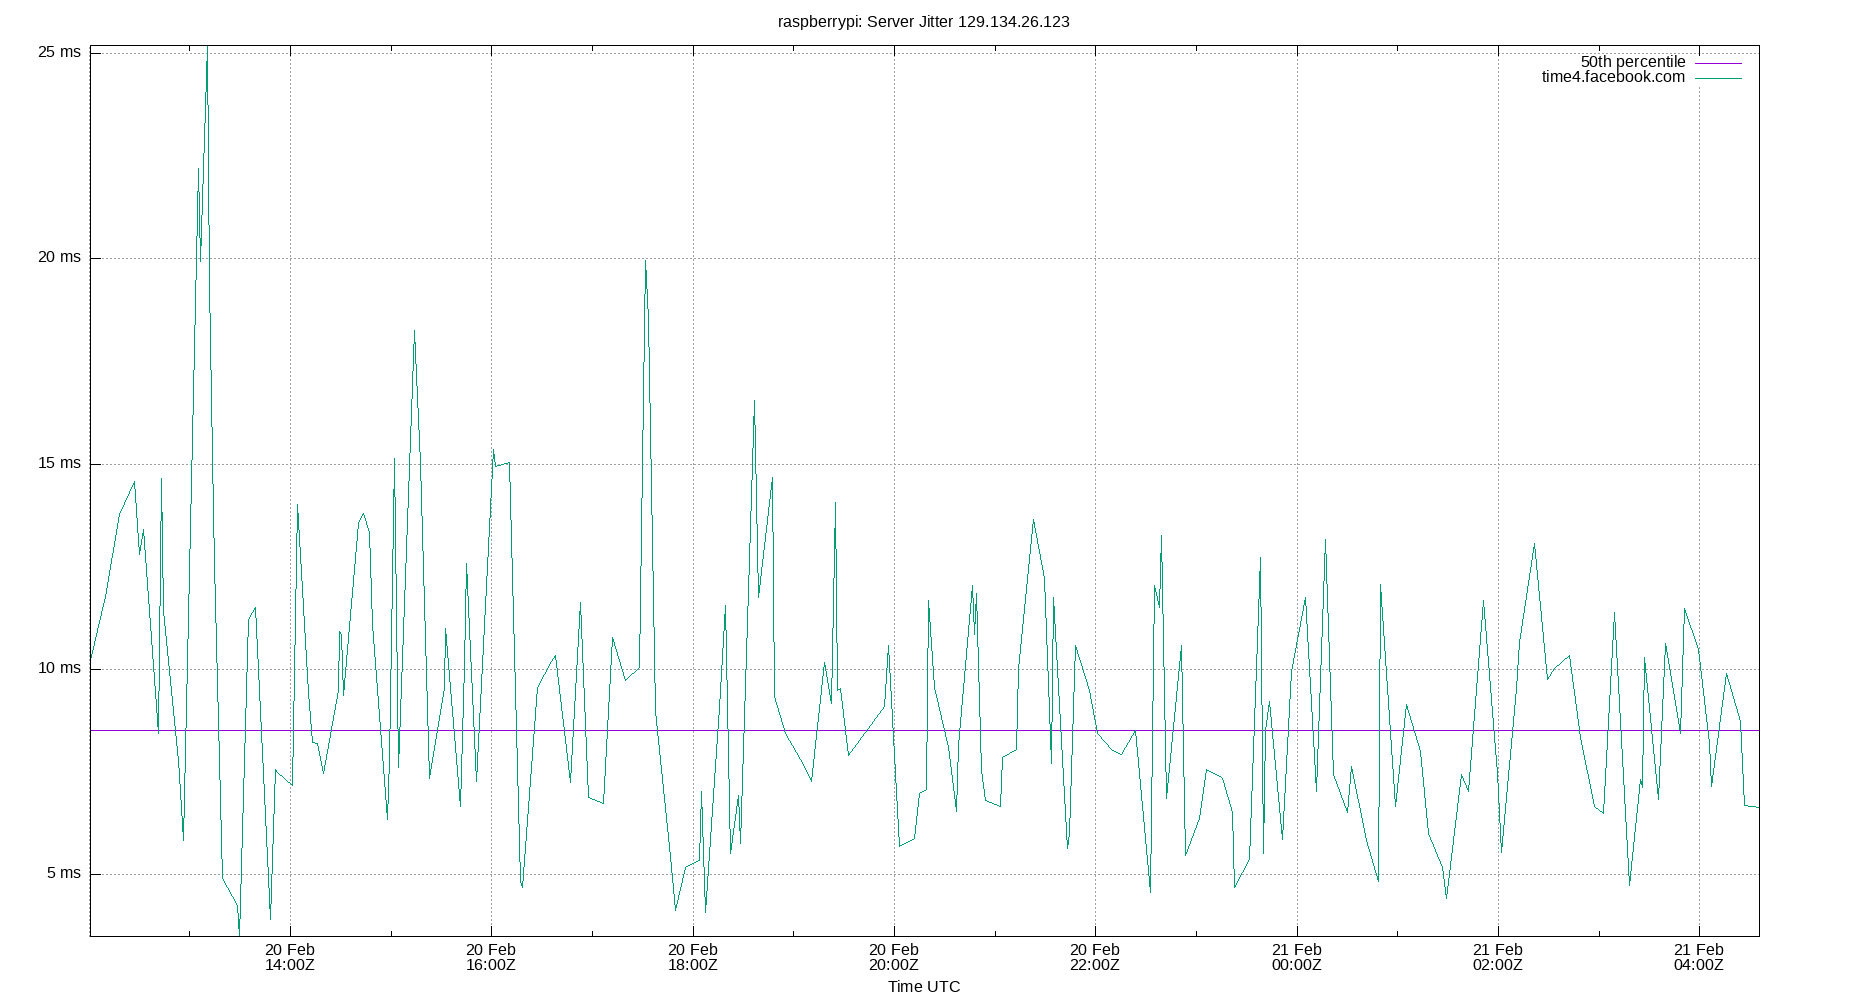 raspberrypi: Server Jitter 129.134.26.123
25 ms
20 ms
15 ms
10 ms
5 ms
50th percentile
time4.facebook.com
20 Feb
14:00Z
20 Feb
16:00Z
20 Feb
18:00Z
20 Feb
20:00Z
20 Feb
22:00Z
21 Feb
00:00Z
21 Feb
02:00Z
21 Feb
04:00Z
Time UTC